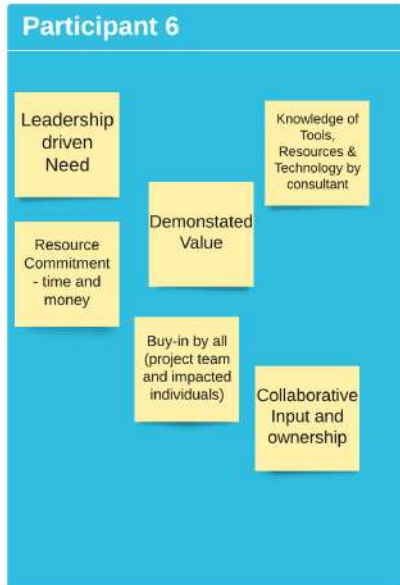 Participant 6
Leadership
driven
Need
Knowledge of
Tools,
Resources &
Technology by
consultant
Demonstated
Value
Resource
Commitment
- time and
money
Buy-in by all
(project team
and impacted
individuals)
Collaborative
Input and
ownership